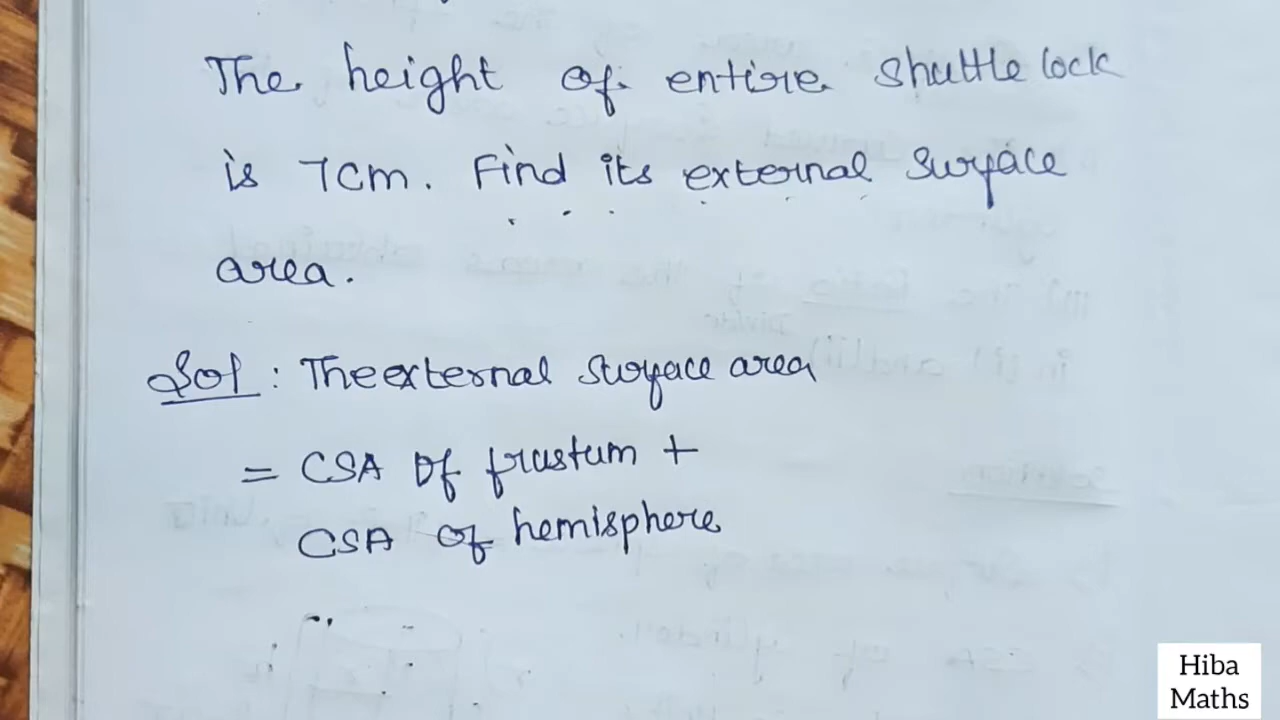 The height of entire shuttle lock
is 7cm. Find its external surface
area.
Sol : The external surface area
= CSA Of frustum +
CSA of hemisphere
Hiba
Maths